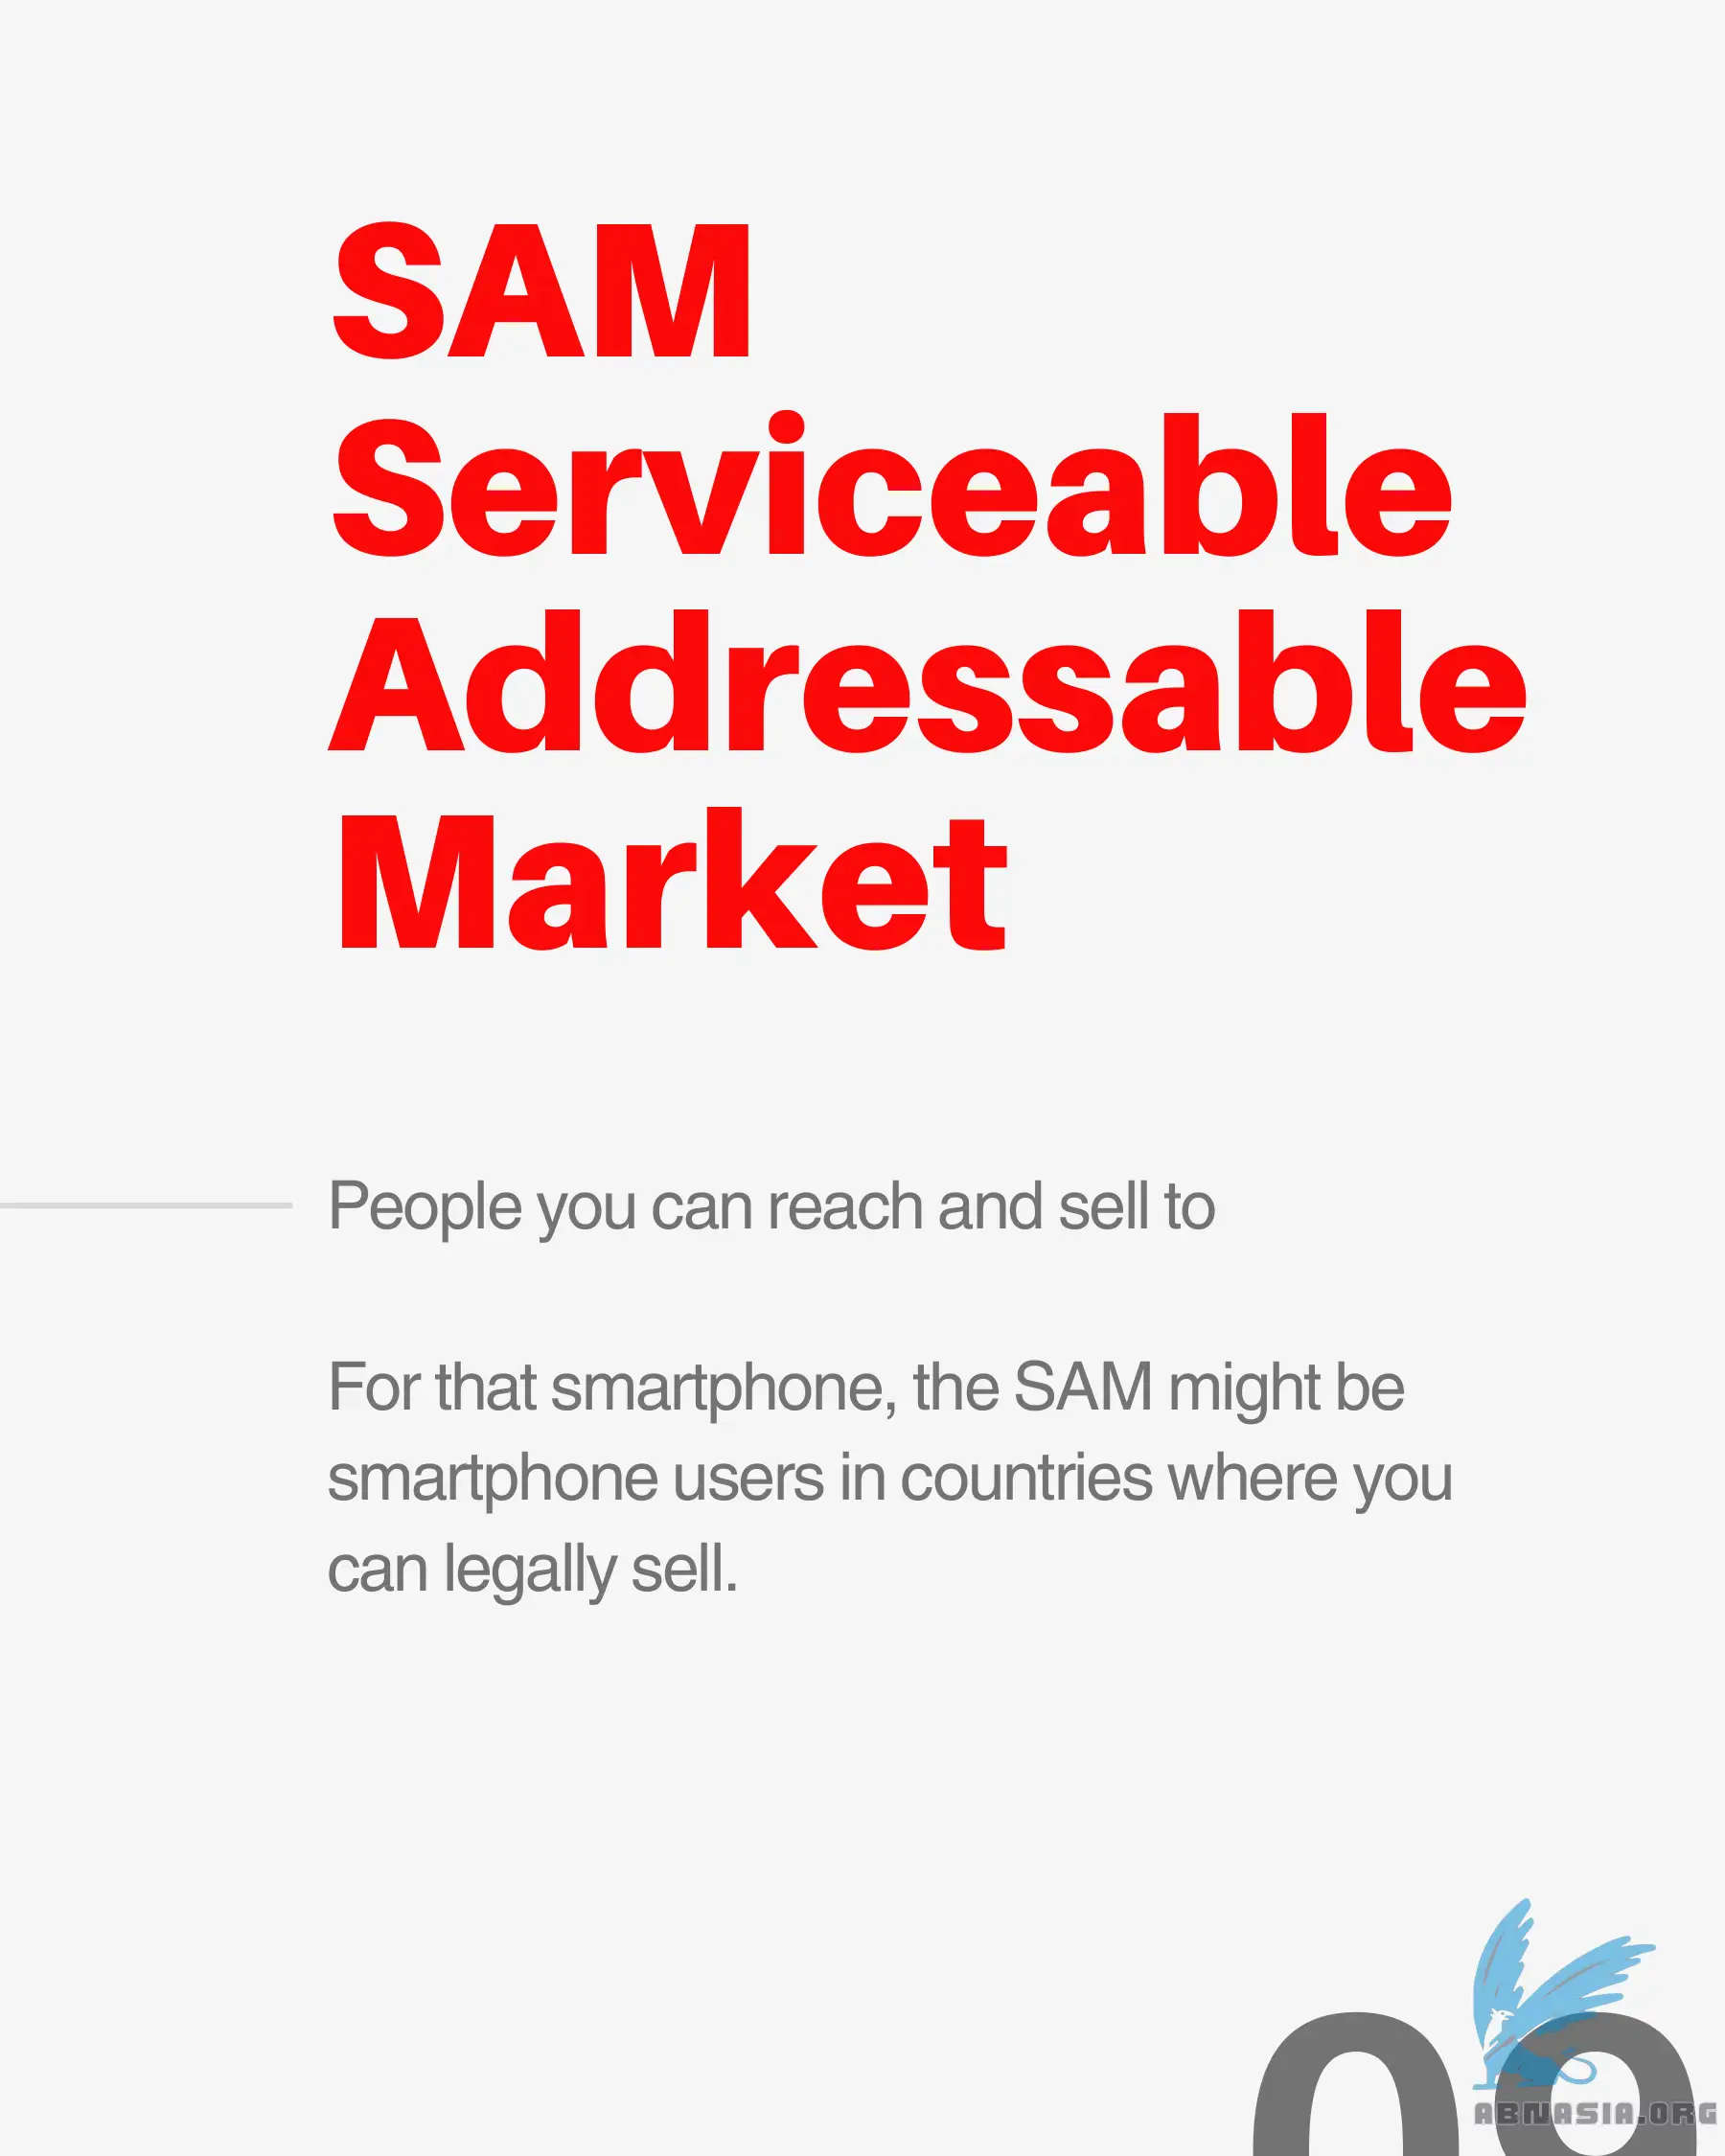 SAM
Serviceable
Addressable
Market
People you can reach and sell to
For that smartphone, the SAM might be
smartphone users in countries where you
can legally sell.
ABNASIA.ORG